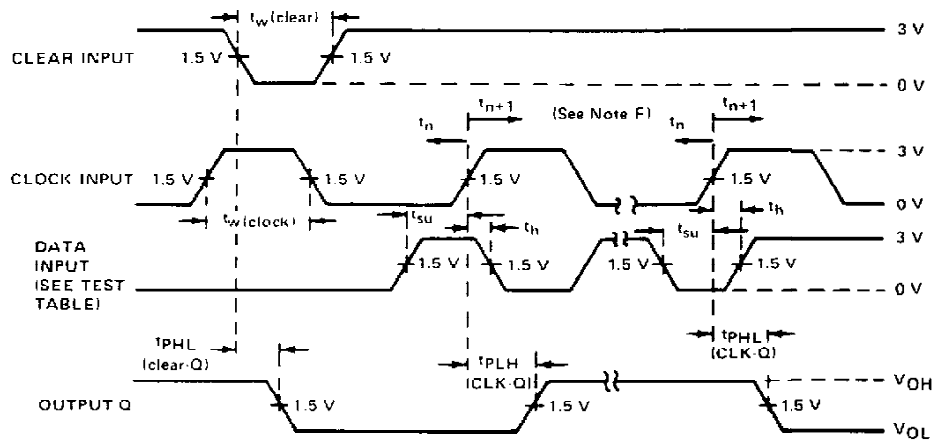 tw(clear)
3 V
CLEAR INPUT
1.5 V
1.5 V
0 V
tn+1
(See Note F)
tn+1
tn
tn
3 V
CLOCK INPUT
1.5 V
1.5 V
1.5 V
1.5 V
0 V
tw(clock)
tsu
th
tsu
th
DATA
INPUT
(SEE TEST
TABLE)
3 V
1.5 V
1.5 V
1.5 V
1.5 V
0 V
tPHL
(clear-Q)
tPLH
(CLK-Q)
tPHL
(CLK-Q)
VOH
OUTPUT Q
1.5 V
1.5 V
1.5 V
VOL